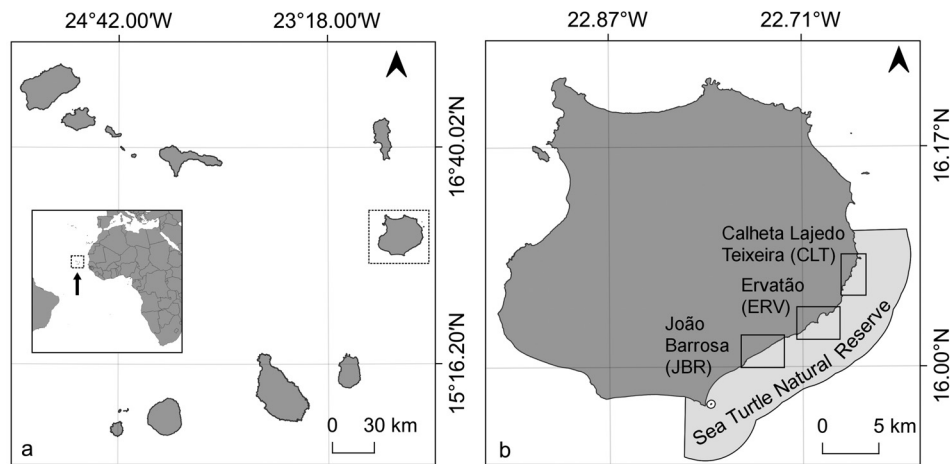 24°42.00'W
23°18.00'W
16°40.02'N
15°16.20'N
0
30 km
a
22.87°W
22.71°W
16.17°N
16.00°N
Calheta Lajedo
Teixeira (CLT)
Ervatão
(ERV)
João
Barrosa
(JBR)
Sea Turtle Natural Reserve
0
5 km
b